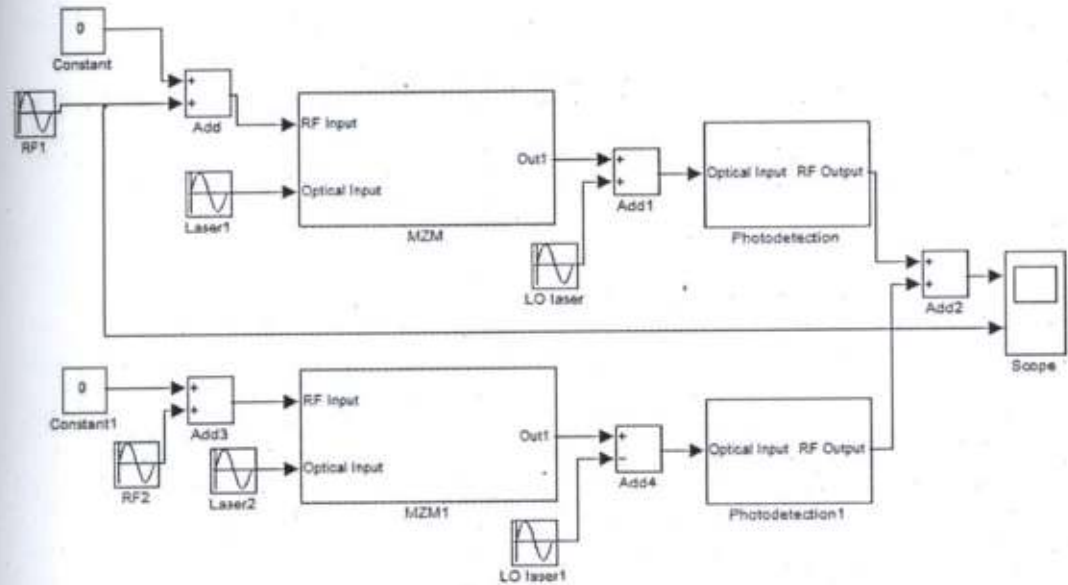 0
Constant
+
+
Add
RF1
RF Input
Optical Input
Out1
MZM
Laser1
+
+
Add1
LO laser
Optical Input RF Output
Photodetection
+
+
Add2
Scope
0
Constant1
+
+
Add3
RF2
RF Input
Optical Input
Out1
MZM1
Laser2
+
−
Add4
LO laser1
Optical Input RF Output
Photodetection1